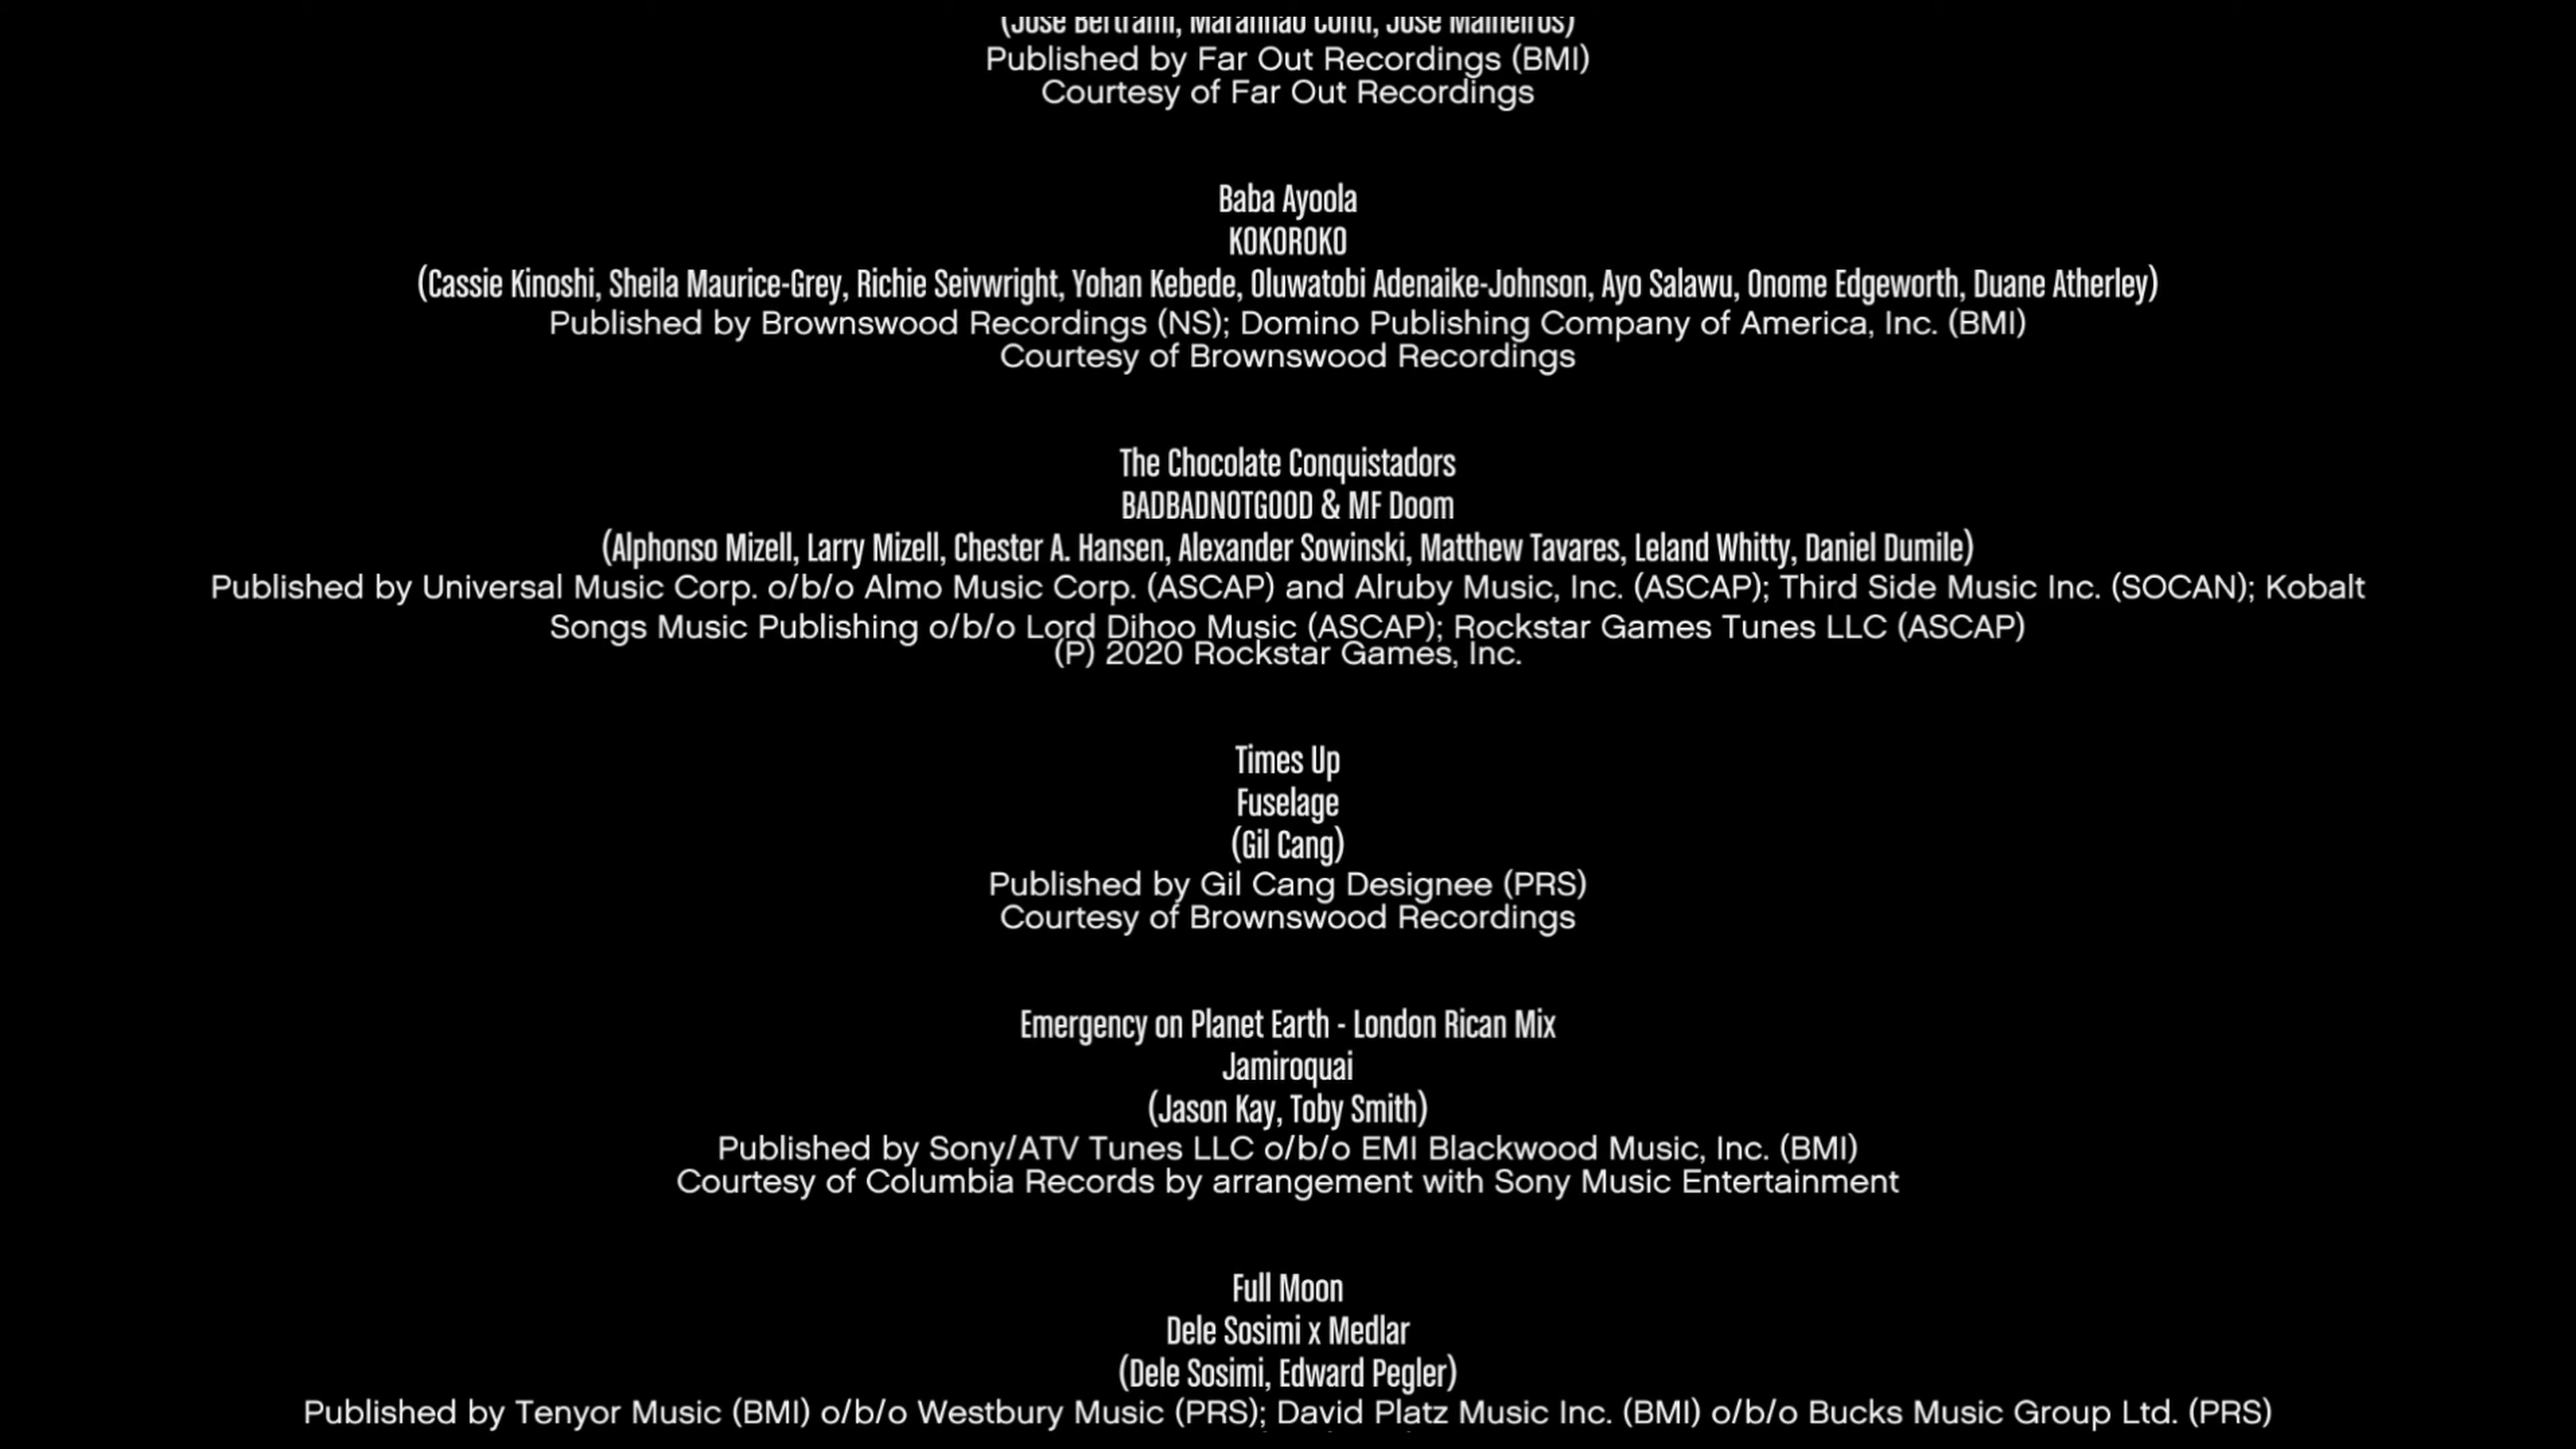 (José Bertrami, Maranhao Conti, José
Published by Far Out Recordings (BMI)
Courtesy of Far Out Recordings
Baba Ayoola
KOKOROKO
(Cassie Kinoshi, Sheila Maurice-Grey, Richie Seivwright, Yohan Kebede, Oluwatobi Adenaike-Johnson, Ayo Salawu, Onome Edgeworth, Duane Atherley)
Published by Brownswood Recordings (NS); Domino Publishing Company of America, Inc. (BMI)
Courtesy of Brownswood Recordings
The Chocolate Conquistadors
BADBADNOTGOOD & MF Doom
(Alphonso Mizell, Larry Mizell, Chester A. Hansen, Alexander Sowinski, Matthew Tavares, Leland Whitty, Daniel Dumile)
Published by Universal Music Corp. o/b/o Almo Music Corp. (ASCAP) and Alruby Music, Inc. (ASCAP); Third Side Music Inc. (SOCAN); Kobalt
Songs Music Publishing o/b/o Lord Dihoo Music (ASCAP); Rockstar Games Tunes LLC (ASCAP)
(P) 2020 Rockstar Games, Inc.
Times Up
Fuselage
(Gil Cang)
Published by Gil Cang Designee (PRS)
Courtesy of Brownswood Recordings
Emergency on Planet Earth - London Rican Mix
Jamiroquai
(Jason Kay, Toby Smith)
Published by Sony/ATV Tunes LLC o/b/o EMI Blackwood Music, Inc. (BMI)
Courtesy of Columbia Records by arrangement with Sony Music Entertainment
Full Moon
Dele Sosimi x Medlar
(Dele Sosimi, Edward Pegler)
Published by Tenyor Music (BMI) o/b/o Westbury Music (PRS); David Platz Music Inc. (BMI) o/b/o Bucks Music Group Ltd. (PRS)